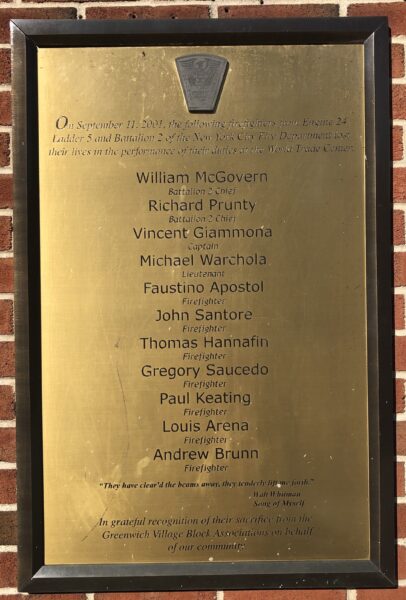 On September 11, 2001, the following firefighters from Engine 24,
Ladder 5 and Battalion 2 of the New York City Fire Department lost
their lives in the performance of their duties at the World Trade Center.
William McGovern
Battalion 2 Chief
Richard Prunty
Battalion 2 Chief
Vincent Giammona
Captain
Michael Warchola
Lieutenant
Faustino Apostol
Firefighter
John Santore
Firefighter
Thomas Hannafin
Firefighter
Gregory Saucedo
Firefighter
Paul Keating
Firefighter
Louis Arena
Firefighter
Andrew Brunn
Firefighter
"They have clear'd the beams away, they tenderly lift me forth."
Walt Whitman
Song of Myself
In grateful recognition of their sacrifice from the
Greenwich Village Block Associations on behalf
of our community